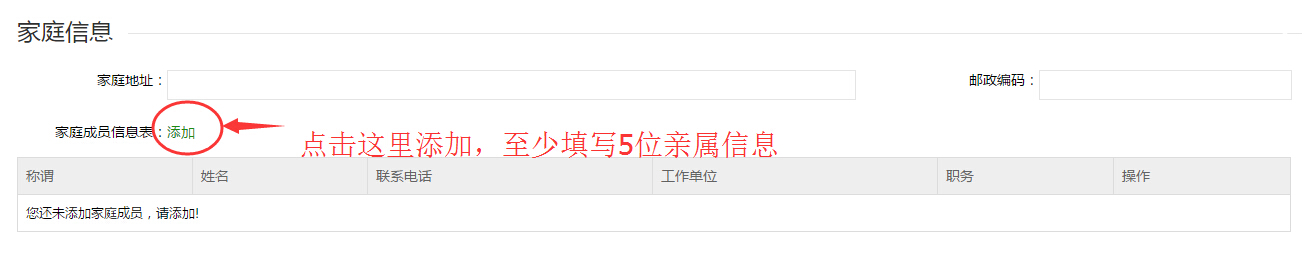 家庭信息
家庭地址： 邮政编码：
家庭成员信息表：添加
点击这里添加，至少填写5位亲属信息
称谓 姓名 联系电话 工作单位 职务 操作
您还未添加家庭成员，请添加!